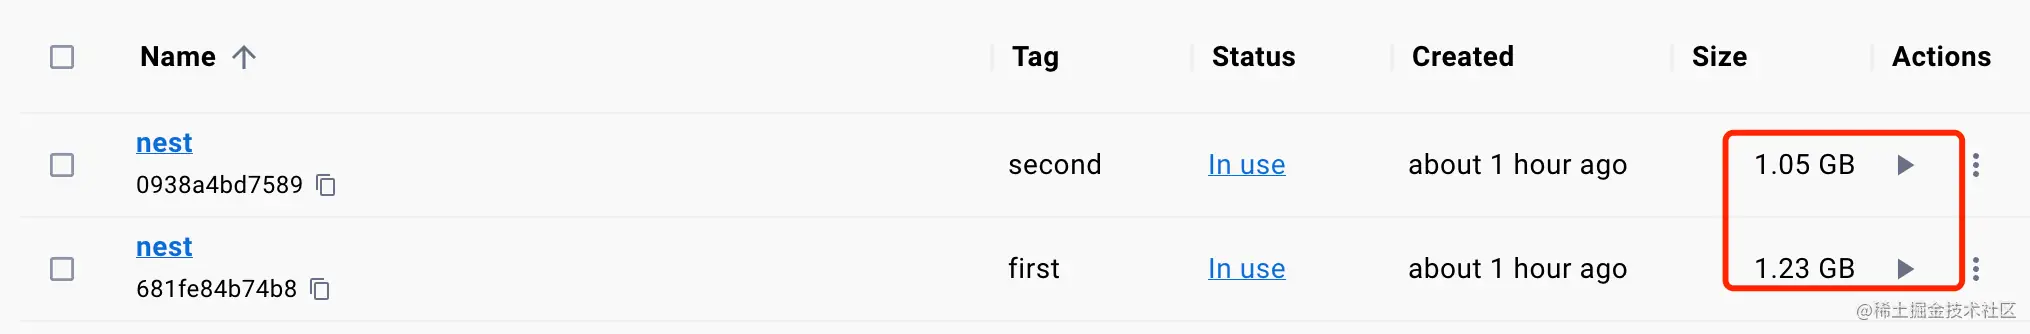 Name Tag Status Created Size Actions
nest
second In use about 1 hour ago 1.05 GB
0938a4bd7589
nest
first In use about 1 hour ago 1.23 GB
681fe84b74b8
@稀土掘金技术社区